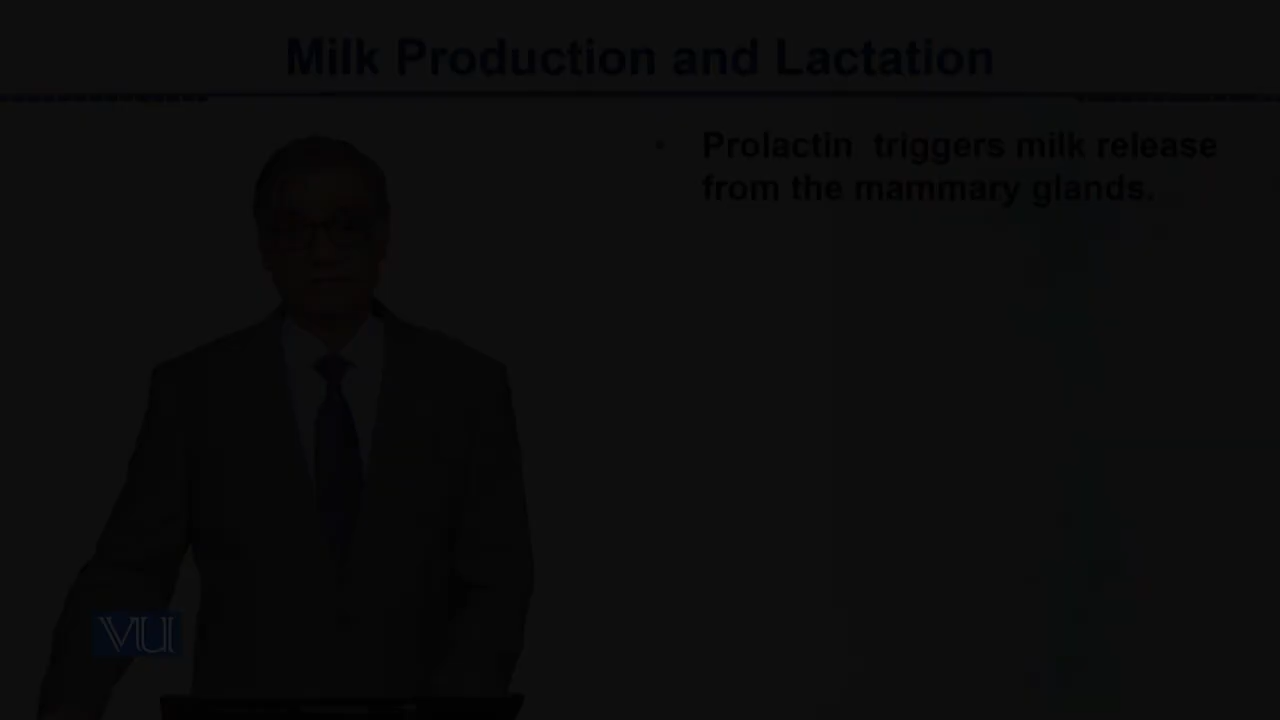 Milk Production and Lactation
• Prolactin triggers milk release
from the mammary glands.
VU